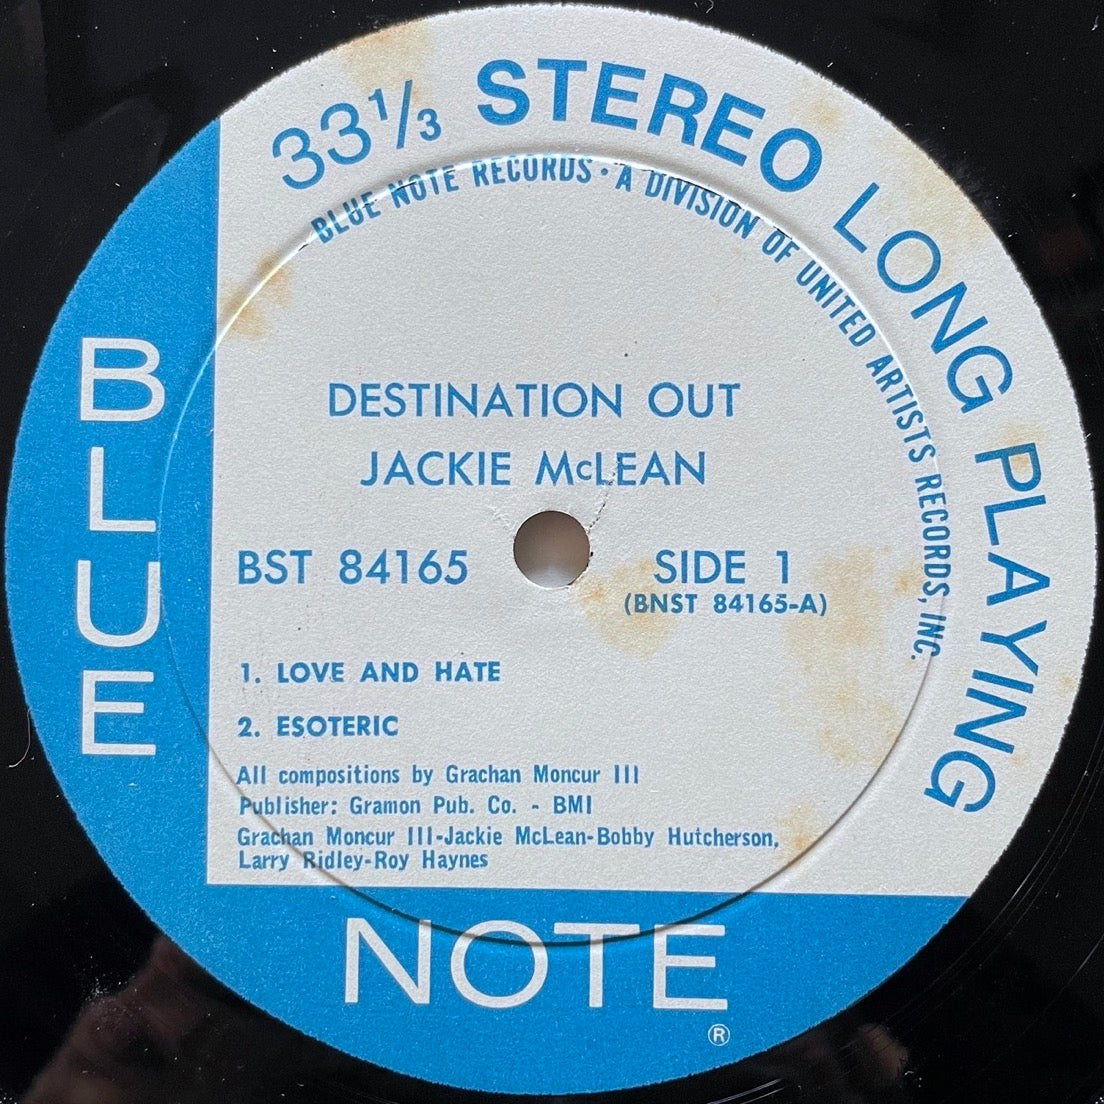 33⅓ STEREO LONG PLAYING
BLUE NOTE RECORDS · A DIVISION OF UNITED ARTISTS RECORDS, INC.
DESTINATION OUT
JACKIE McLEAN
BST 84165
SIDE 1
(BNST 84165-A)
1. LOVE AND HATE
2. ESOTERIC
All compositions by Grachan Moncur III
Publisher: Gramon Pub. Co. - BMI
Grachan Moncur III-Jackie McLean-Bobby Hutcherson,
Larry Ridley-Roy Haynes
BLUE
NOTE
®